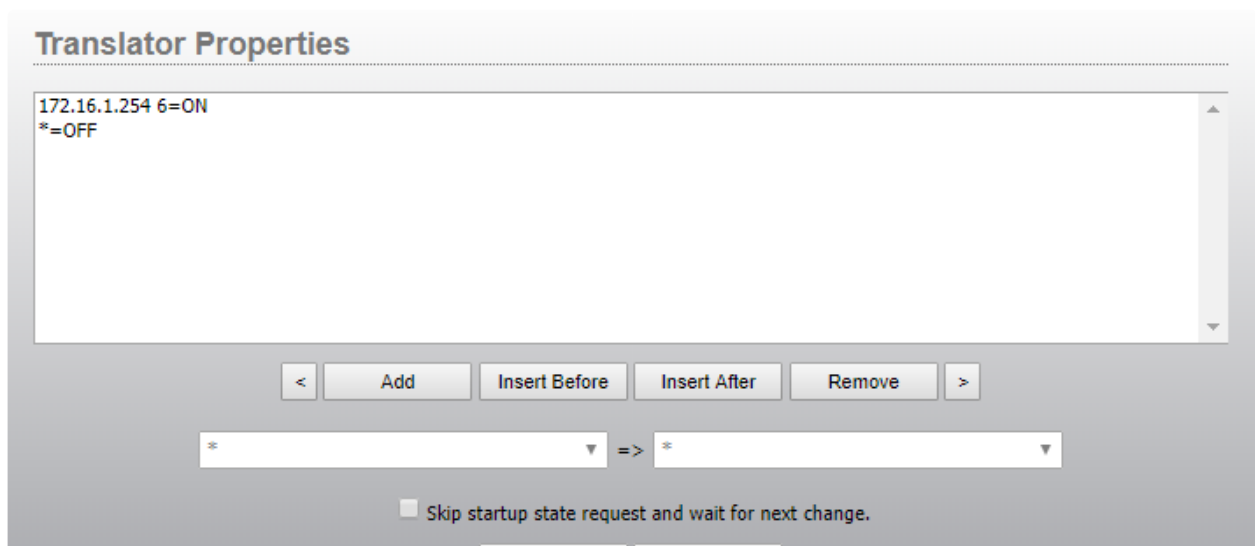 Translator Properties
172.16.1.254 6=ON
*=OFF
< Add Insert Before Insert After Remove >
* => *
Skip startup state request and wait for next change.